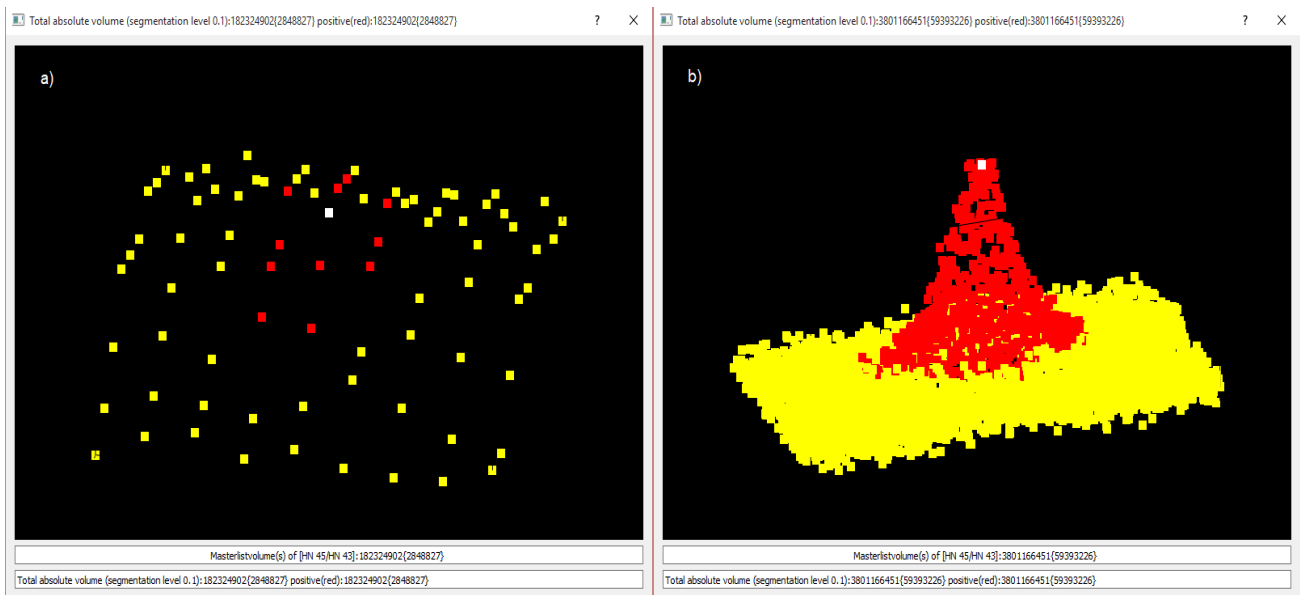 Total absolute volume (segmentation level 0.1):182324902{2848827} positive(red):182324902{2848827}
?
a)
Masterlistvolume(s) of [HN 45/HN 43]:182324902{2848827}
Total absolute volume (segmentation level 0.1):182324902{2848827} positive(red):182324902{2848827}
Total absolute volume (segmentation level 0.1):3801166451{59393226} positive(red):3801166451{59393226}
?
b)
Masterlistvolume(s) of [HN 45/HN 43]:3801166451{59393226}
Total absolute volume (segmentation level 0.1):3801166451{59393226} positive(red):3801166451{59393226}